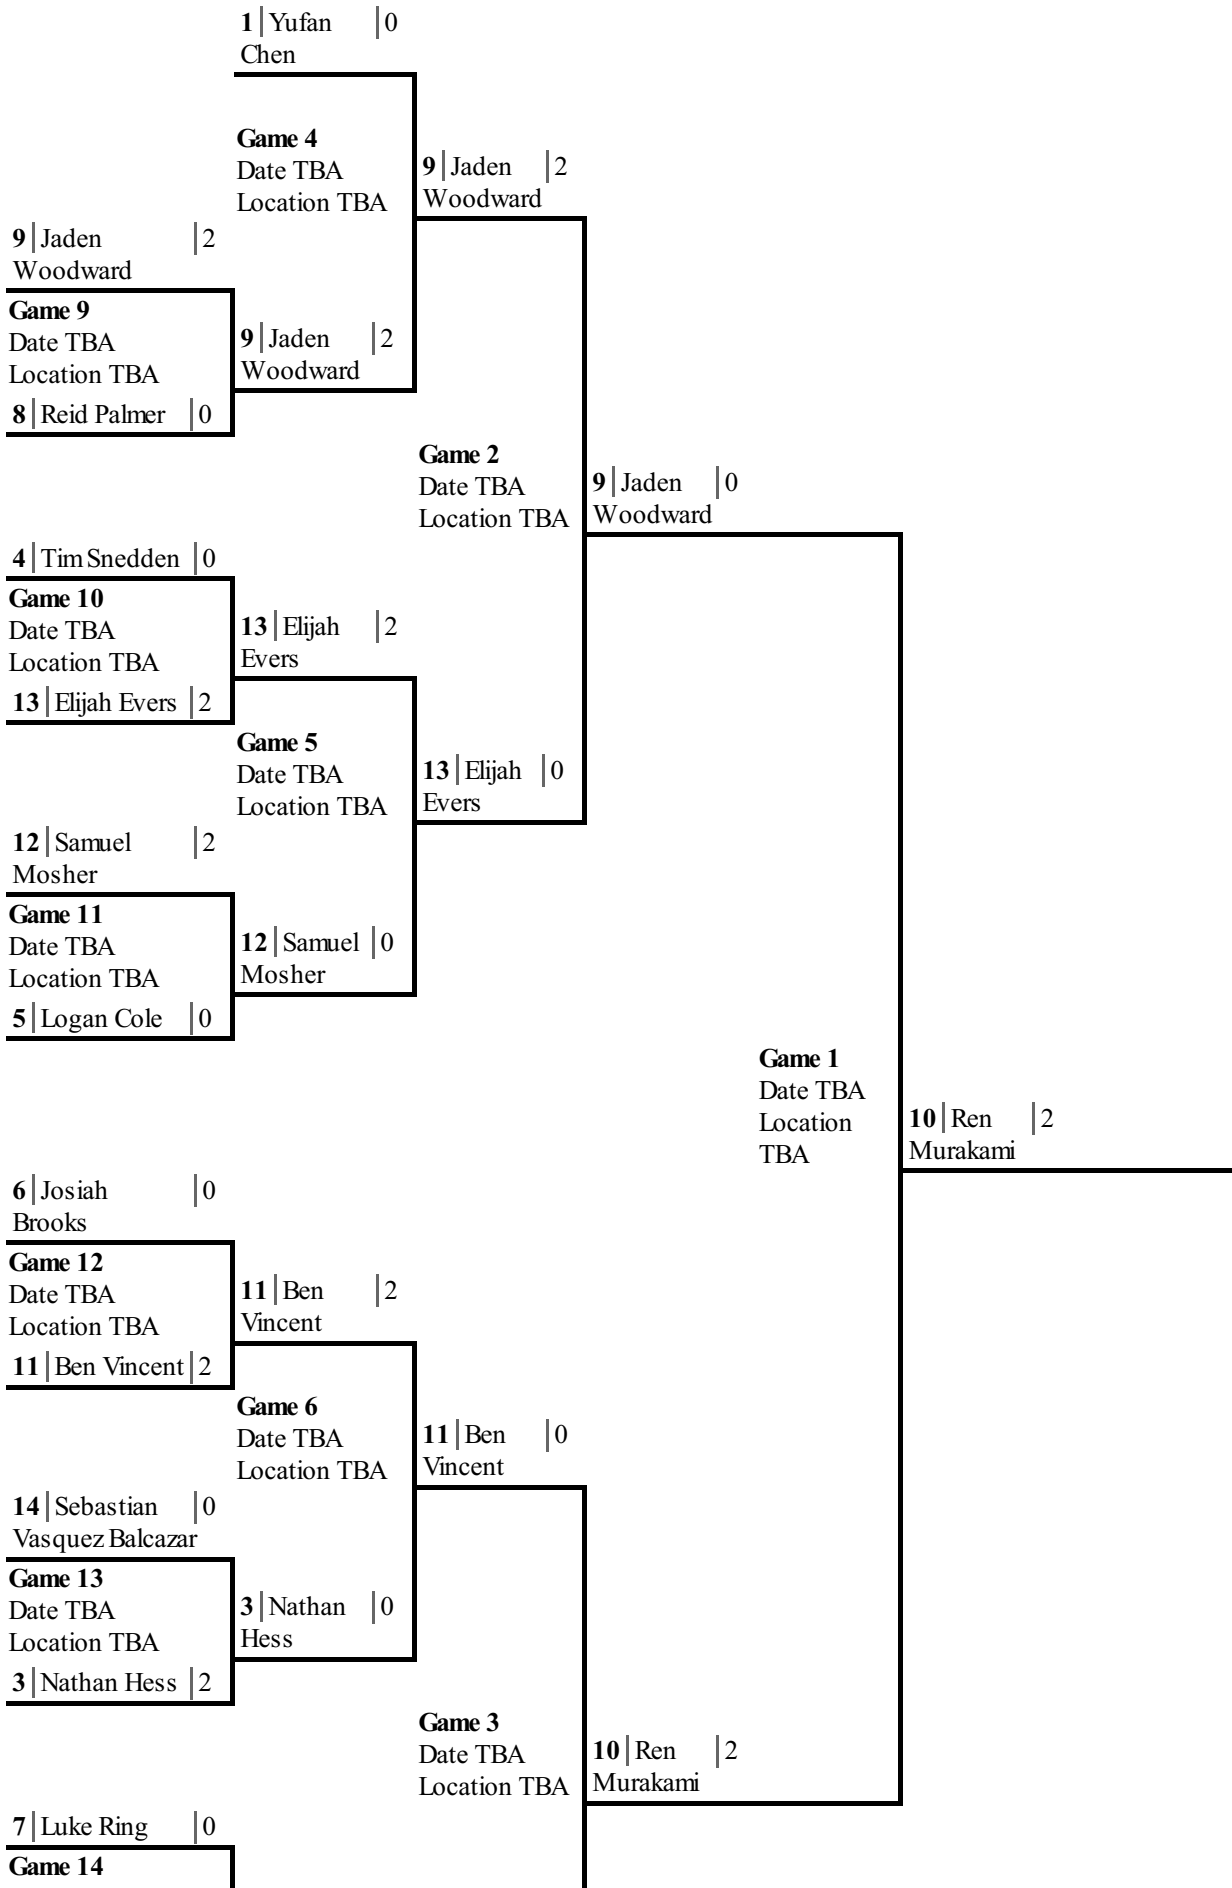 1 | Yufan | 0
Chen
Game 4
Date TBA
Location TBA
9 | Jaden | 2
Woodward
9 | Jaden | 2
Woodward
Game 9
Date TBA
Location TBA
8 | Reid Palmer | 0
9 | Jaden | 2
Woodward
Game 2
Date TBA
Location TBA
9 | Jaden | 0
Woodward
4 | Tim Snedden | 0
Game 10
Date TBA
Location TBA
13 | Elijah Evers | 2
13 | Elijah | 2
Evers
Game 5
Date TBA
Location TBA
13 | Elijah | 0
Evers
12 | Samuel | 2
Mosher
Game 11
Date TBA
Location TBA
5 | Logan Cole | 0
12 | Samuel | 0
Mosher
Game 1
Date TBA
Location
TBA
10 | Ren | 2
Murakami
6 | Josiah | 0
Brooks
Game 12
Date TBA
Location TBA
11 | Ben Vincent | 2
11 | Ben | 2
Vincent
Game 6
Date TBA
Location TBA
11 | Ben | 0
Vincent
14 | Sebastian | 0
Vasquez Balcazar
Game 13
Date TBA
Location TBA
3 | Nathan Hess | 2
3 | Nathan | 0
Hess
Game 3
Date TBA
Location TBA
10 | Ren | 2
Murakami
7 | Luke Ring | 0
Game 14